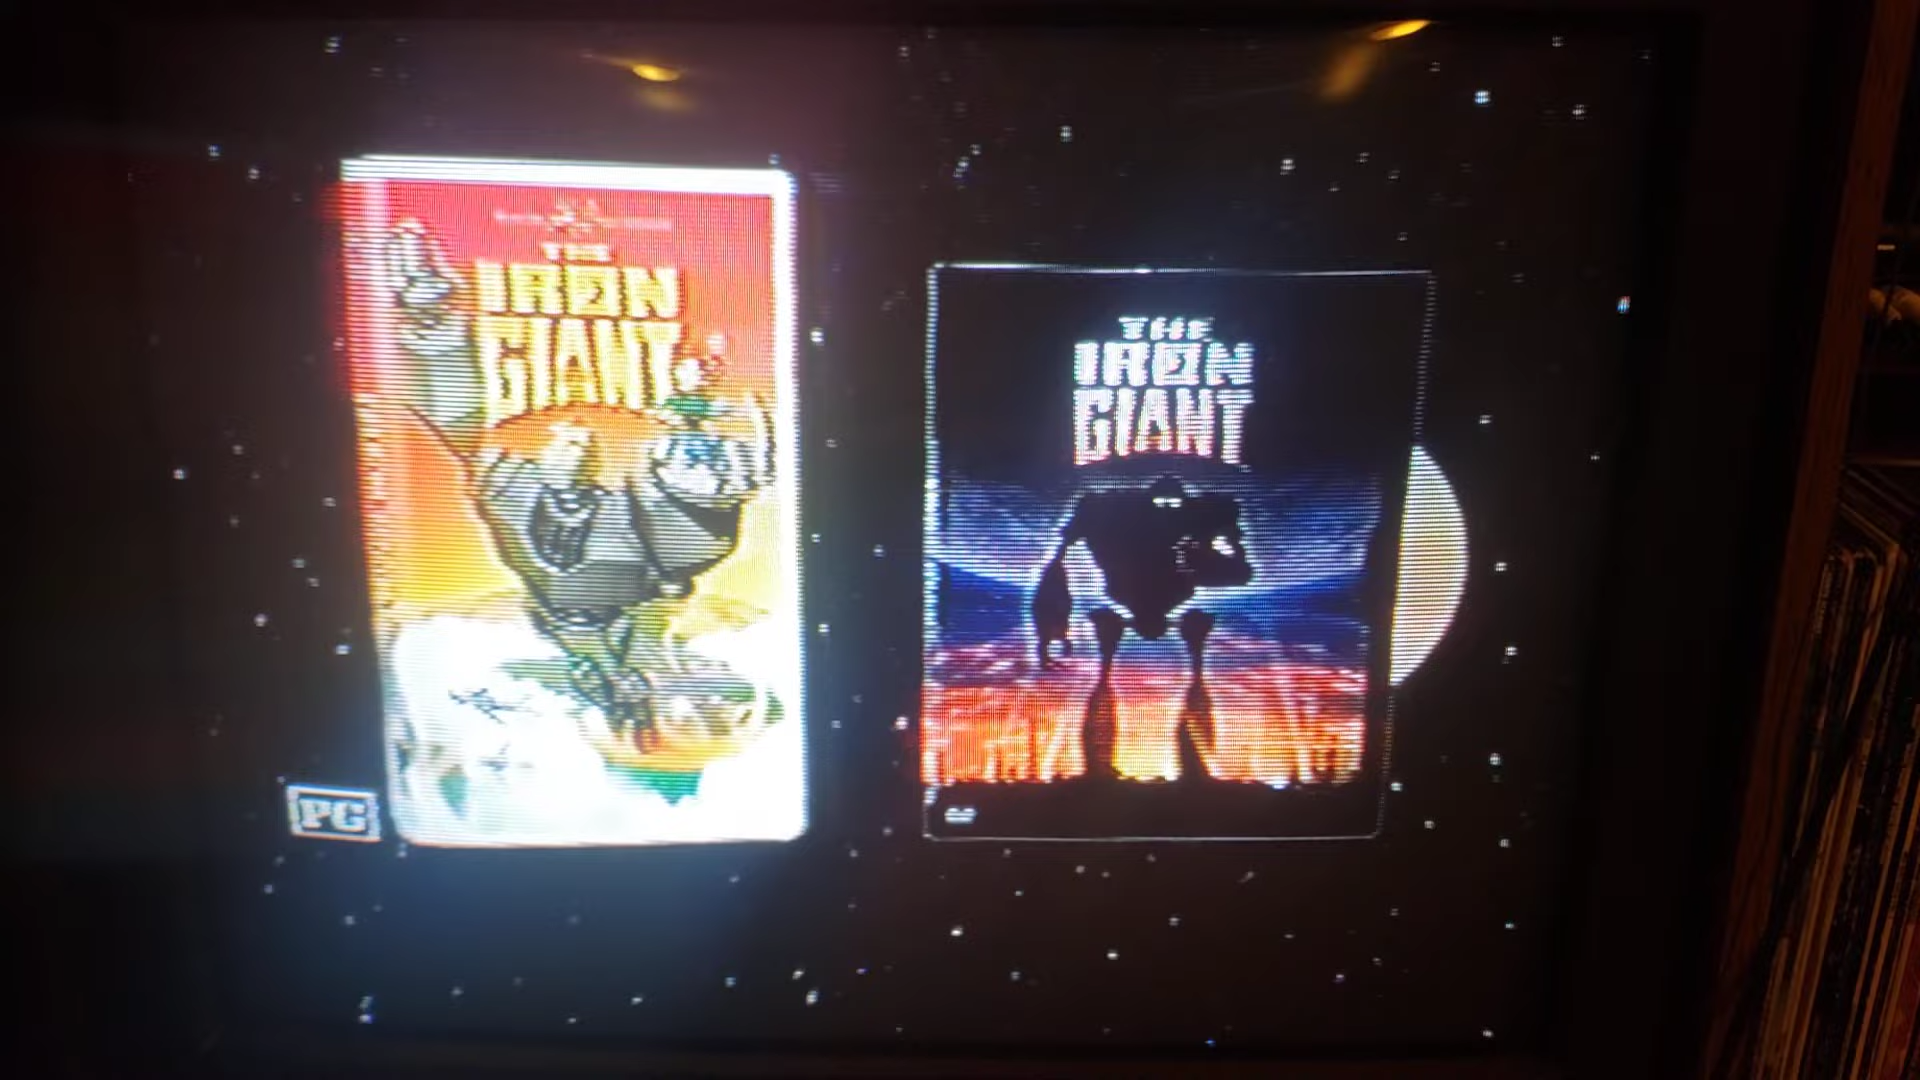 THE
IRON
GIANT
PG
THE
IRON
GIANT